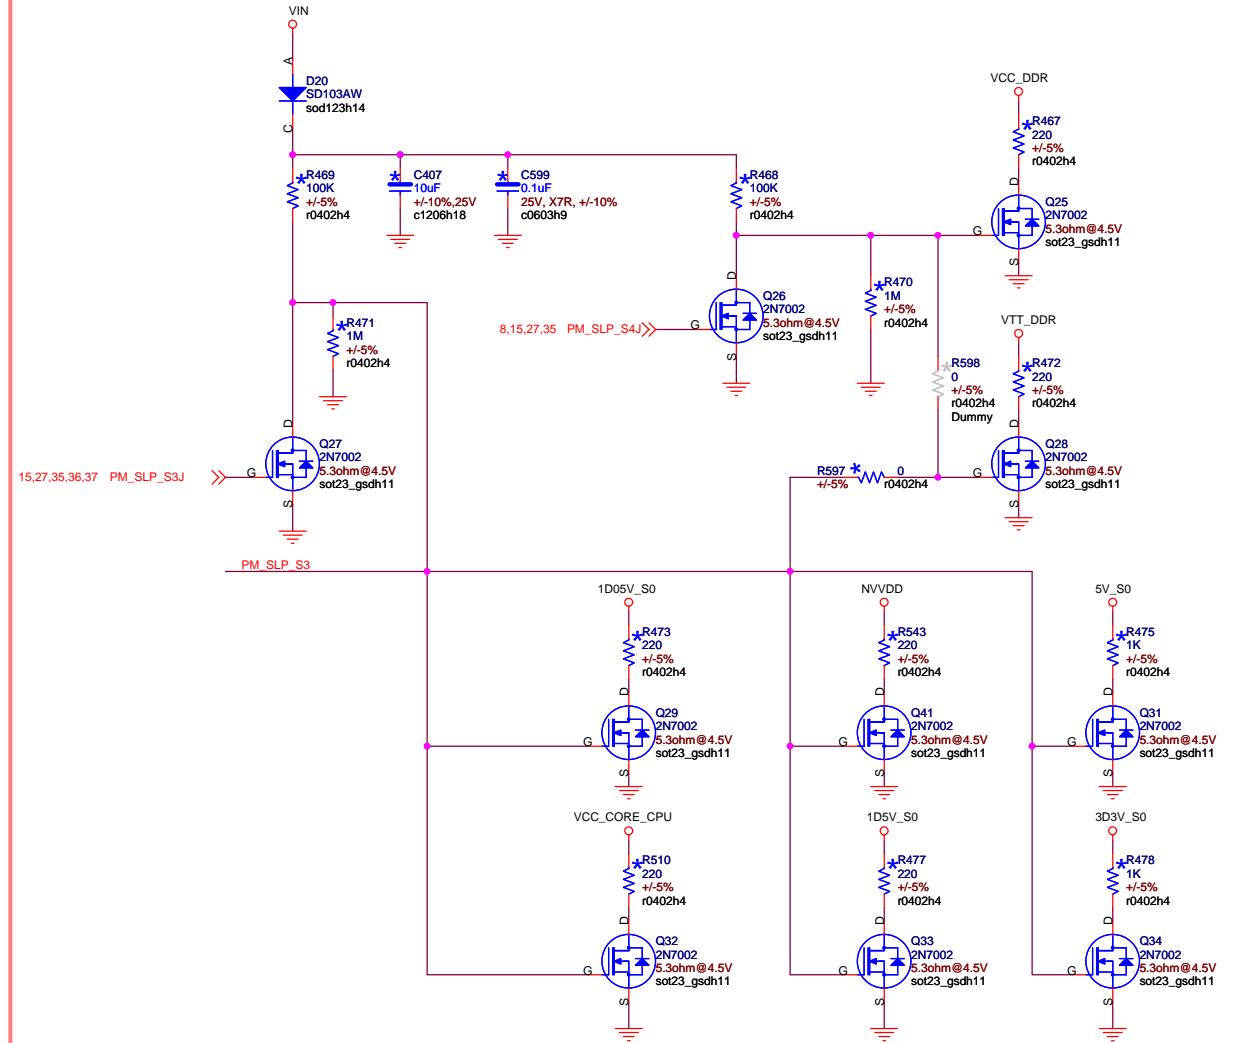 VIN
A
D20
SD103AW
sod123h14
C
VCC_DDR
*R467
220
+/-5%
r0402h4
*R469
100K
+/-5%
r0402h4
* C407
10uF
+/-10%,25V
c1206h18
* C599
0.1uF
25V, X7R, +/-10%
c0603h9
*R468
100K
+/-5%
r0402h4
D
G
S
Q25
2N7002
5.3ohm@4.5V
sot23_gsdh11
8,15,27,35 PM_SLP_S4J
D
G
S
Q26
2N7002
5.3ohm@4.5V
sot23_gsdh11
*R470
1M
+/-5%
r0402h4
*R471
1M
+/-5%
r0402h4
*R598
0
+/-5%
r0402h4
Dummy
VTT_DDR
*R472
220
+/-5%
r0402h4
15,27,35,36,37 PM_SLP_S3J
D
G
S
Q27
2N7002
5.3ohm@4.5V
sot23_gsdh11
R597 * 0
+/-5% r0402h4
D
G
S
Q28
2N7002
5.3ohm@4.5V
sot23_gsdh11
PM_SLP_S3
1D05V_S0
*R473
220
+/-5%
r0402h4
D
G
S
Q29
2N7002
5.3ohm@4.5V
sot23_gsdh11
NVVDD
*R543
220
+/-5%
r0402h4
D
G
S
Q41
2N7002
5.3ohm@4.5V
sot23_gsdh11
5V_S0
*R475
1K
+/-5%
r0402h4
D
G
S
Q31
2N7002
5.3ohm@4.5V
sot23_gsdh11
VCC_CORE_CPU
*R510
220
+/-5%
r0402h4
D
G
S
Q32
2N7002
5.3ohm@4.5V
sot23_gsdh11
1D5V_S0
*R477
220
+/-5%
r0402h4
D
G
S
Q33
2N7002
5.3ohm@4.5V
sot23_gsdh11
3D3V_S0
*R478
1K
+/-5%
r0402h4
D
G
S
Q34
2N7002
5.3ohm@4.5V
sot23_gsdh11